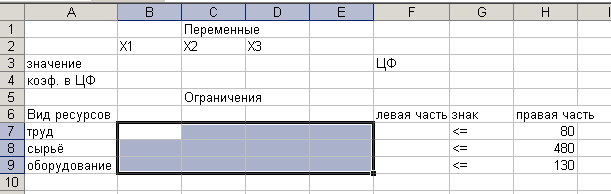 A B C D E F G H
1 Переменные
2 X1 X2 X3
3 значение ЦФ
4 коэф. в ЦФ
5 Ограничения
6 Вид ресурсов левая часть знак правая часть
7 труд <= 80
8 сырьё <= 480
9 оборудование <= 130
10